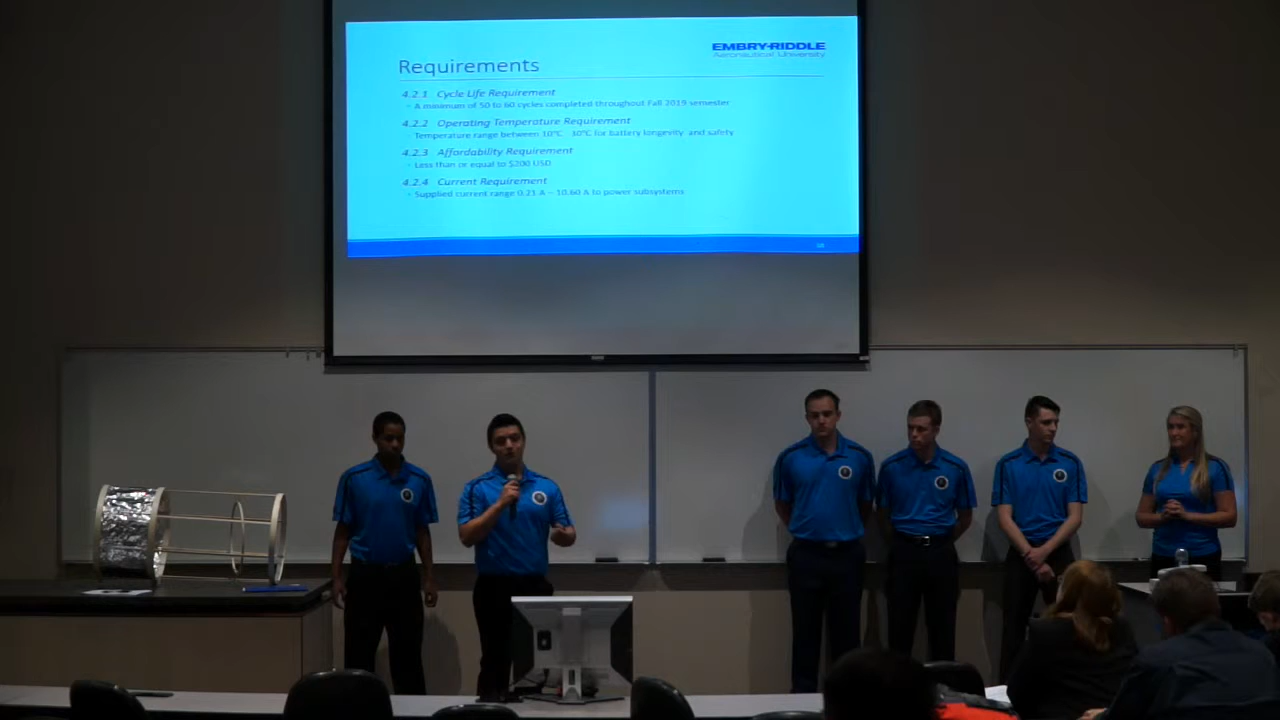 EMBRY-RIDDLE
Aeronautical University
Requirements
4.2.1 Cycle Life Requirement
A minimum of 50 to 60 cycles completed throughout Fall 2019 semester
4.2.2 Operating Temperature Requirement
Temperature range between 10°C 30°C for battery longevity and safety
4.2.3 Affordability Requirement
Less than or equal to $200 USD
4.2.4 Current Requirement
Supplied current range 0.21 A – 10.60 A to power subsystems